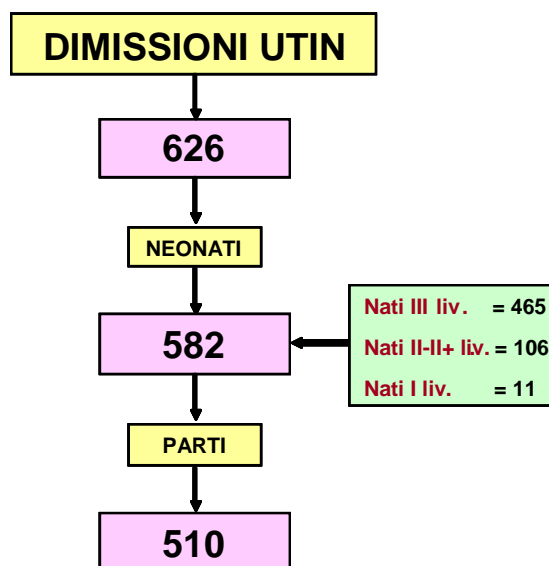 DIMISSIONI UTIN
626
NEONATI
582
Nati III liv. = 465
Nati II-II+ liv. = 106
Nati I liv. = 11
PARTI
510